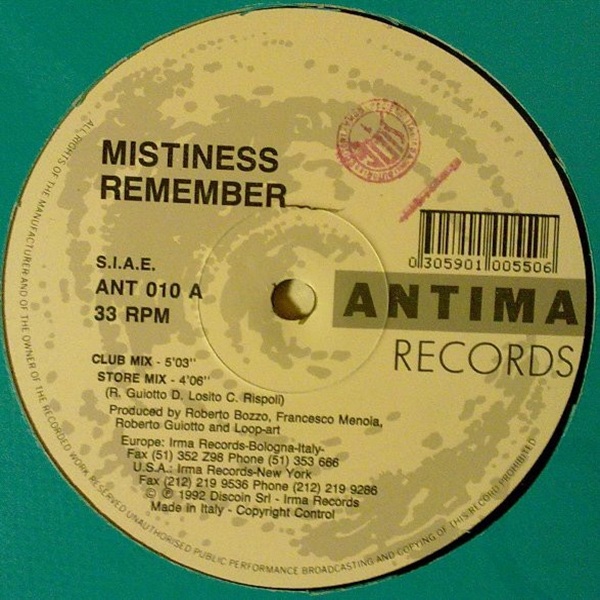 MISTINESS
REMEMBER
S.I.A.E.
ANT 010 A
33 RPM
0 305901 005506
ANTIMA
RECORDS
CLUB MIX - 5'03"
STORE MIX - 4'06"
(R. Guiotto D. Losito C. Rispoli)
Produced by Roberto Bozzo, Francesco Menoia,
Roberto Guiotto and Loop-art
Europe: Irma Records-Bologna-Italy-
Fax (51) 352 Z98 Phone (51) 353 666
U.S.A.: Irma Records-New York
Fax (212) 219 9536 Phone (212) 219 9286
© ℗ 1992 Discoin Srl - Irma Records
Made in Italy - Copyright Control
ALL RIGHTS OF THE MANUFACTURER AND OF THE OWNER OF THE RECORDED WORK RESERVED UNAUTHORISED PUBLIC PERFORMANCE BROADCASTING AND COPYING OF THIS RECORD PROHIBITED